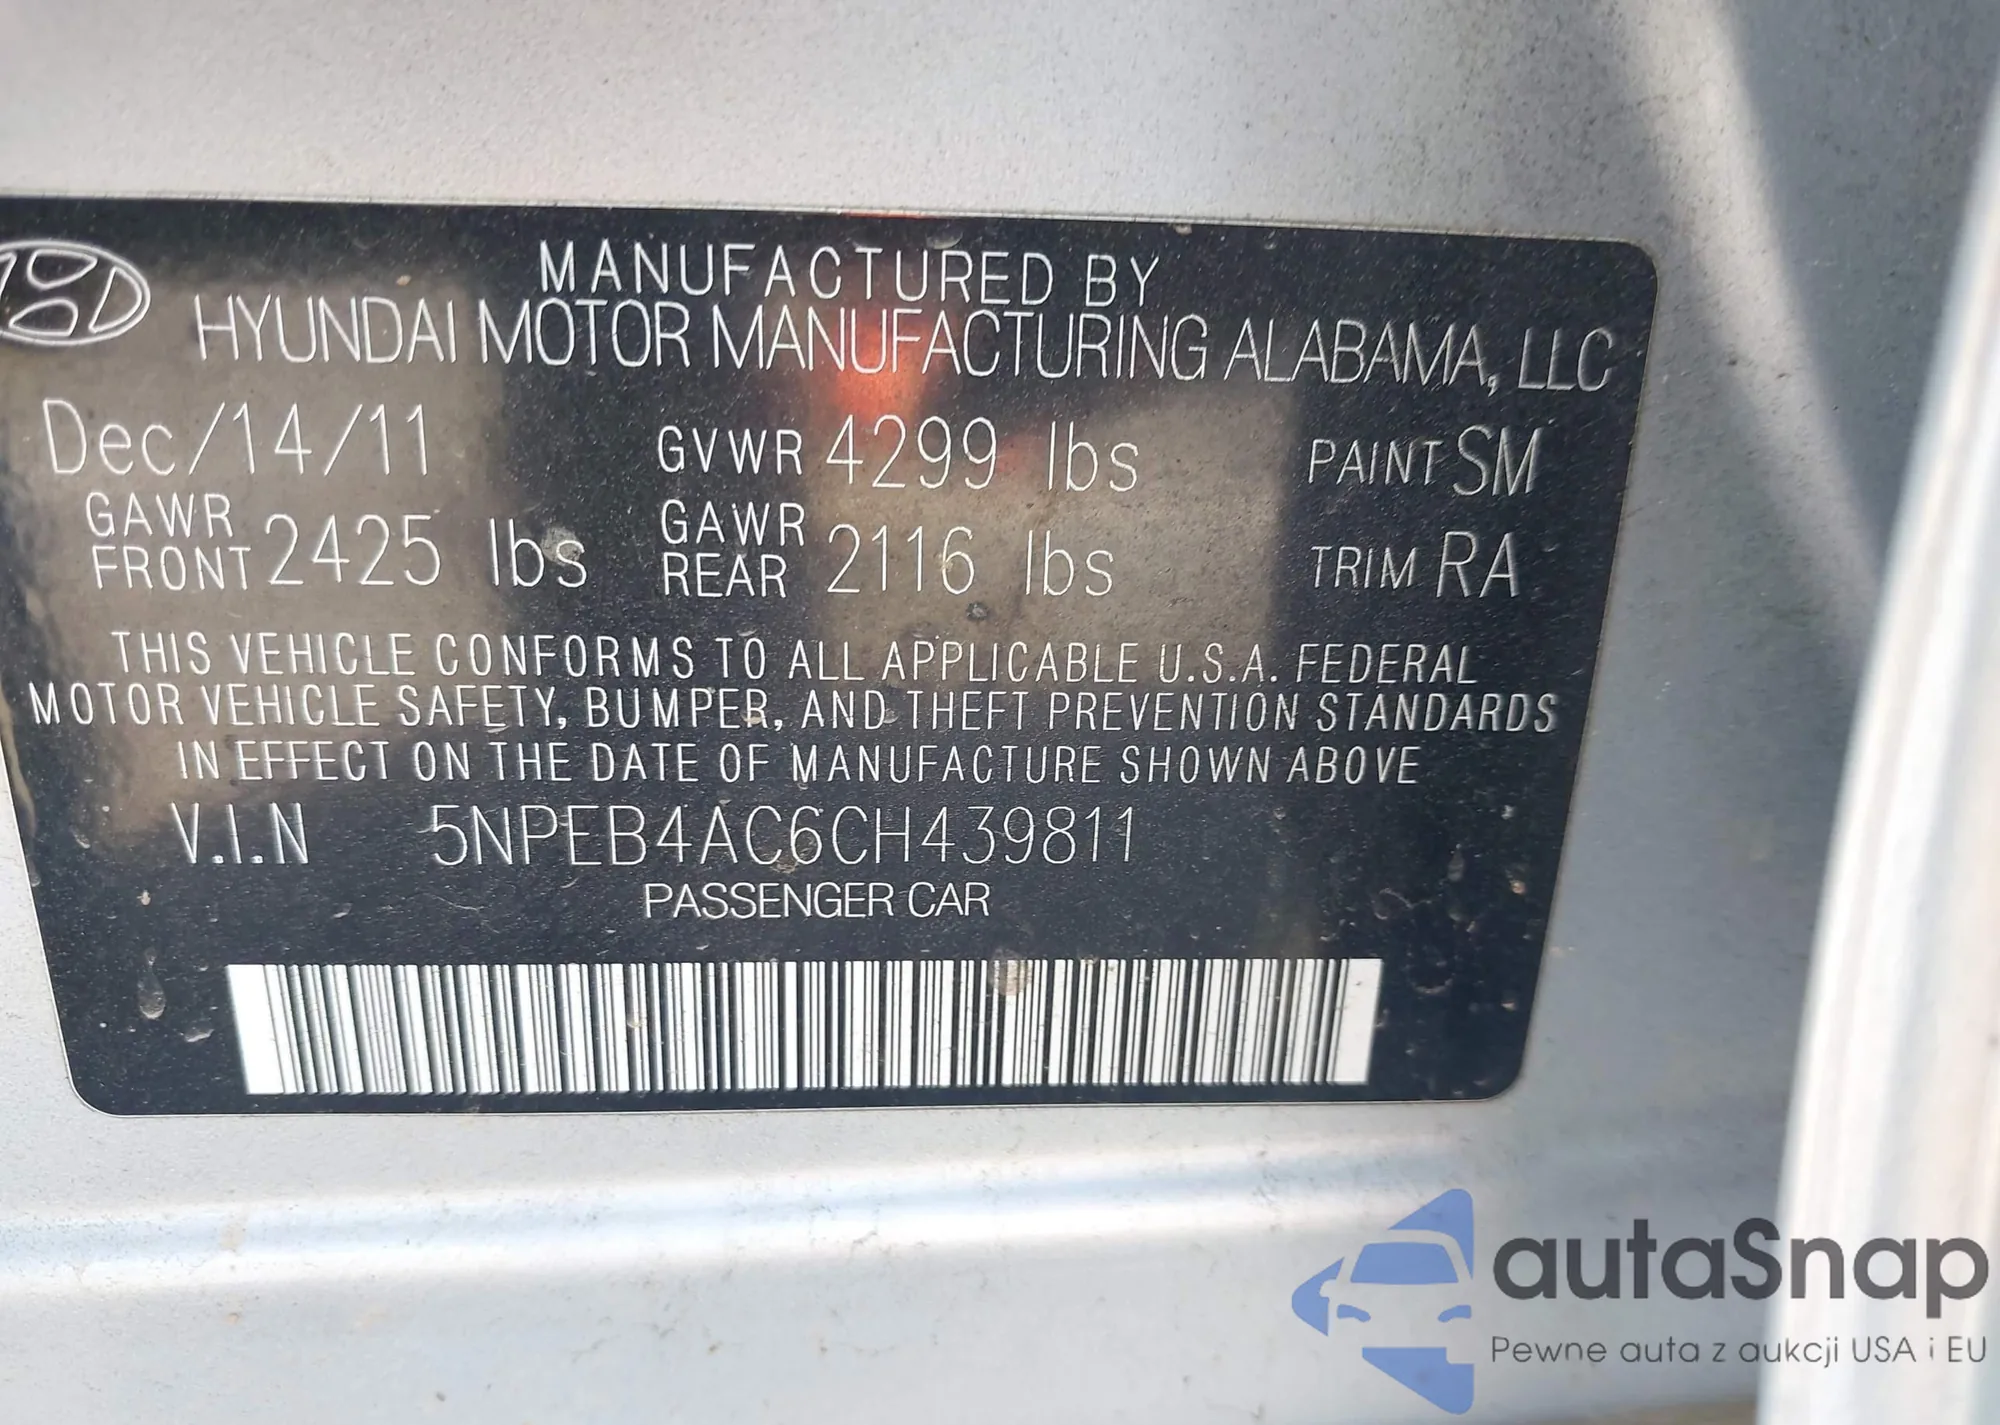 MANUFACTURED BY
HYUNDAI MOTOR MANUFACTURING ALABAMA, LLC
Dec/14/11 GVWR 4299 lbs PAINT SM
GAWR FRONT 2425 lbs GAWR REAR 2116 lbs TRIM RA
THIS VEHICLE CONFORMS TO ALL APPLICABLE U.S.A. FEDERAL
MOTOR VEHICLE SAFETY, BUMPER, AND THEFT PREVENTION STANDARDS
IN EFFECT ON THE DATE OF MANUFACTURE SHOWN ABOVE
V.I.N 5NPEB4AC6CH439811
PASSENGER CAR
autaSnap
Pewne auta z aukcji USA i EU